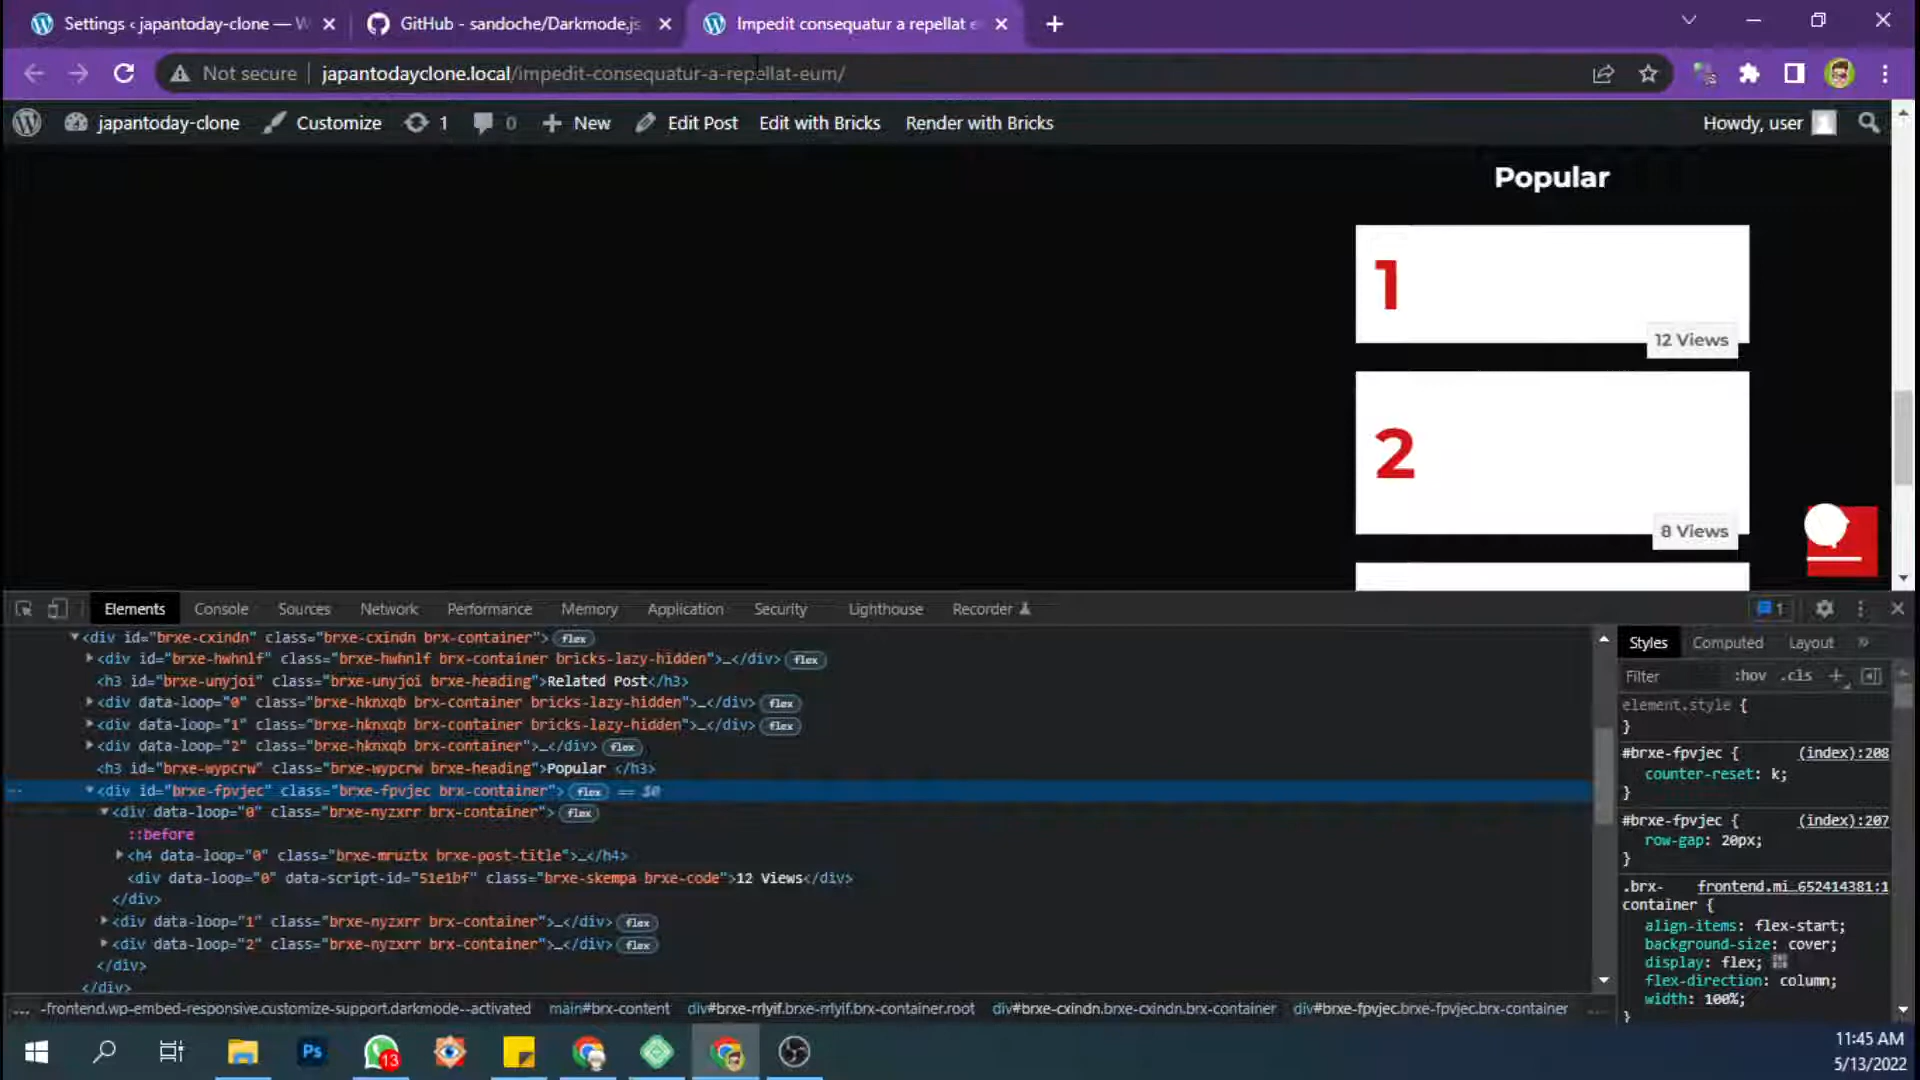 Settings ‹ japantoday-clone — W
GitHub - sandoche/Darkmode.js
Impedit consequatur a repellat e
Not secure
japantodayclone.local/impedit-consequatur-a-repellat-eum/
japantoday-clone
Customize
1
0
New
Edit Post
Edit with Bricks
Render with Bricks
Howdy, user
Popular
1
12 Views
2
8 Views
Elements
Console
Sources
Network
Performance
Memory
Application
Security
Lighthouse
Recorder
1
<div id="brxe-cxindn" class="brxe-cxindn brx-container"> flex
<div id="brxe-hwhnlf" class="brxe-hwhnlf brx-container bricks-lazy-hidden">…</div> flex
<h3 id="brxe-unyjoi" class="brxe-unyjoi brxe-heading">Related Post</h3>
<div data-loop="0" class="brxe-hknxqb brx-container bricks-lazy-hidden">…</div> flex
<div data-loop="1" class="brxe-hknxqb brx-container bricks-lazy-hidden">…</div> flex
<div data-loop="2" class="brxe-hknxqb brx-container">…</div> flex
<h3 id="brxe-wypcrw" class="brxe-wypcrw brxe-heading">Popular </h3>
<div id="brxe-fpvjec" class="brxe-fpvjec brx-container"> flex == $0
<div data-loop="0" class="brxe-nyzxrr brx-container"> flex
::before
<h4 data-loop="0" class="brxe-mruztx brxe-post-title">…</h4>
<div data-loop="0" data-script-id="51e1bf" class="brxe-skempa brxe-code">12 Views</div>
</div>
<div data-loop="1" class="brxe-nyzxrr brx-container">…</div> flex
<div data-loop="2" class="brxe-nyzxrr brx-container">…</div> flex
</div>
</div>
... -frontend.wp-embed-responsive.customize-support.darkmode--activated main#brx-content div#brxe-rrlyif.brxe-rrlyif.brx-container.root div#brxe-cxindn.brxe-cxindn.brx-container div#brxe-fpvjec.brxe-fpvjec.brx-container ...
Styles
Computed
Layout
»
Filter
:hov .cls +
element.style {
}
#brxe-fpvjec { (index):208
counter-reset: k;
}
#brxe-fpvjec { (index):207
row-gap: 20px;
}
.brx- frontend.mi…652414381:1
container {
align-items: flex-start;
background-size: cover;
display: flex;
flex-direction: column;
width: 100%;
}
Ps
13
11:45 AM
5/13/2022